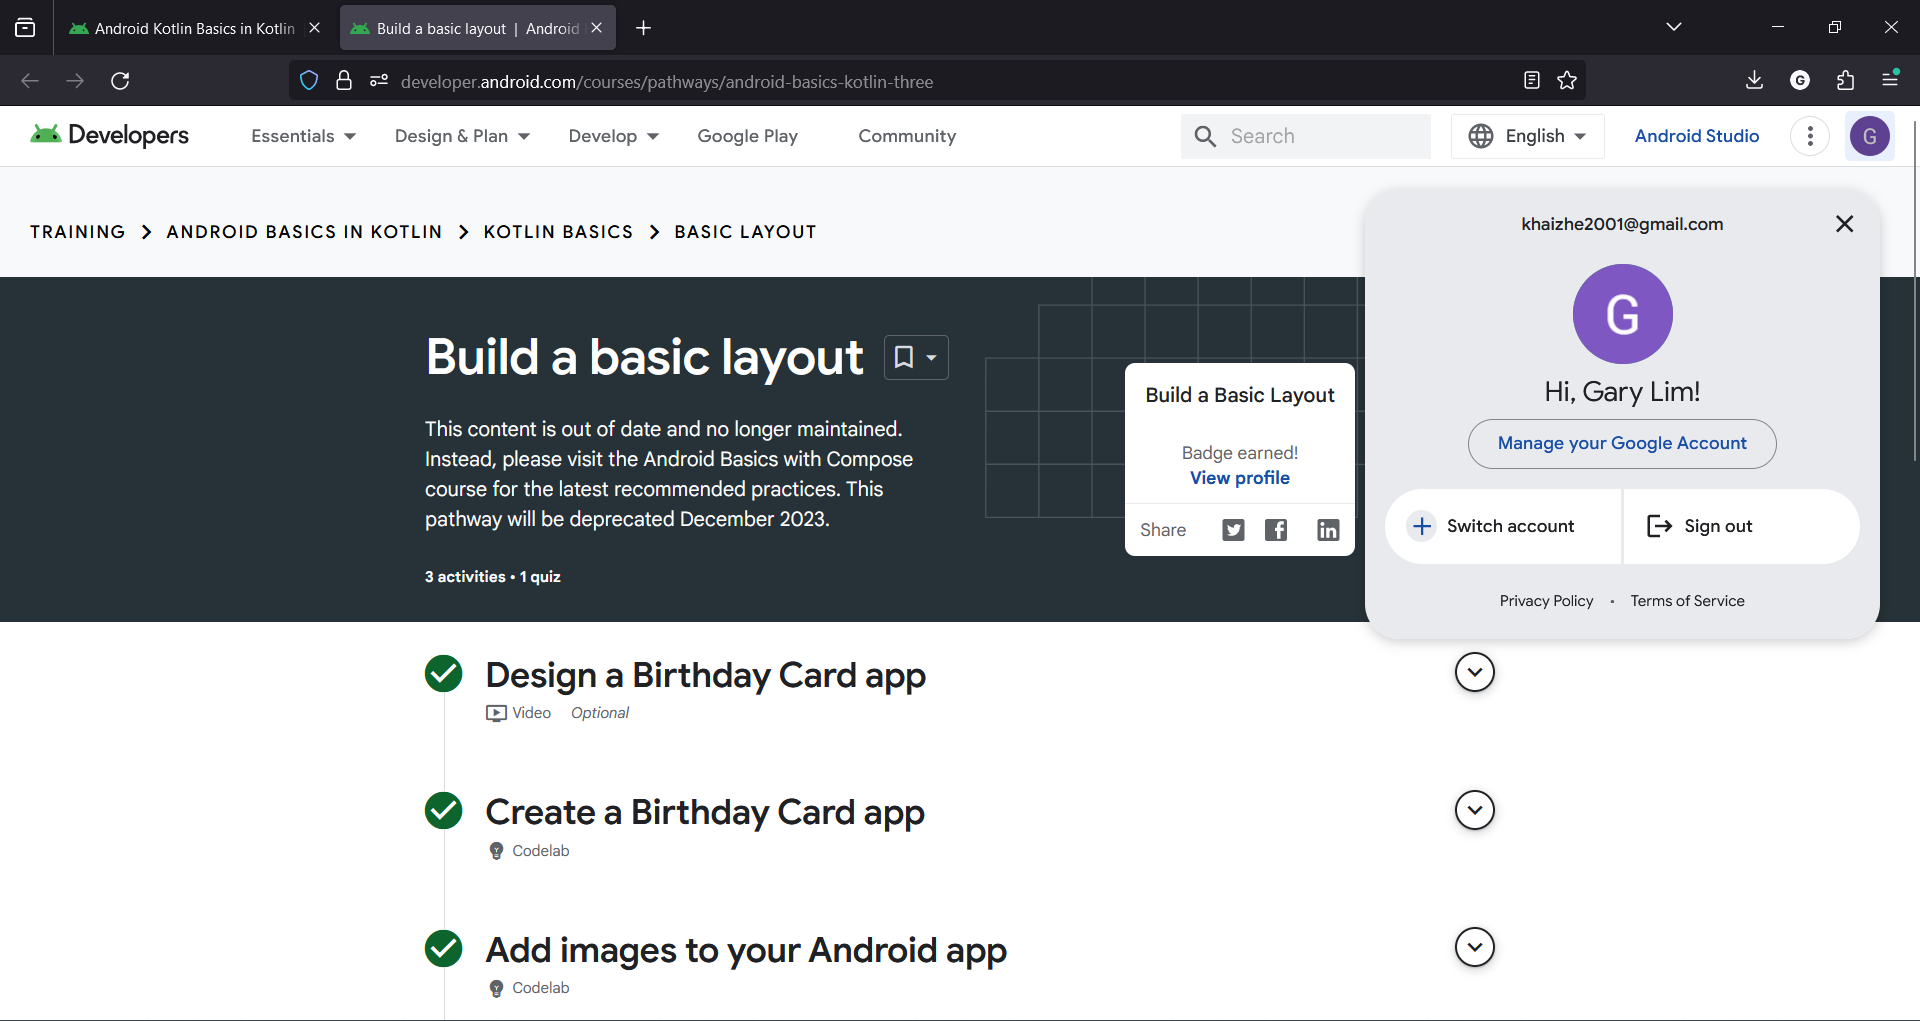 Android Kotlin Basics in Kotlin
Build a basic layout | Android
developer.android.com/courses/pathways/android-basics-kotlin-three
G
Developers
Essentials
Design & Plan
Develop
Google Play
Community
Search
English
Android Studio
G
TRAINING
ANDROID BASICS IN KOTLIN
KOTLIN BASICS
BASIC LAYOUT
khaizhe2001@gmail.com
G
Hi, Gary Lim!
Manage your Google Account
Switch account
Sign out
Privacy Policy • Terms of Service
Build a basic layout
This content is out of date and no longer maintained.
Instead, please visit the Android Basics with Compose
course for the latest recommended practices. This
pathway will be deprecated December 2023.
3 activities • 1 quiz
Build a Basic Layout
Badge earned!
View profile
Share
Design a Birthday Card app
Video Optional
Create a Birthday Card app
Codelab
Add images to your Android app
Codelab